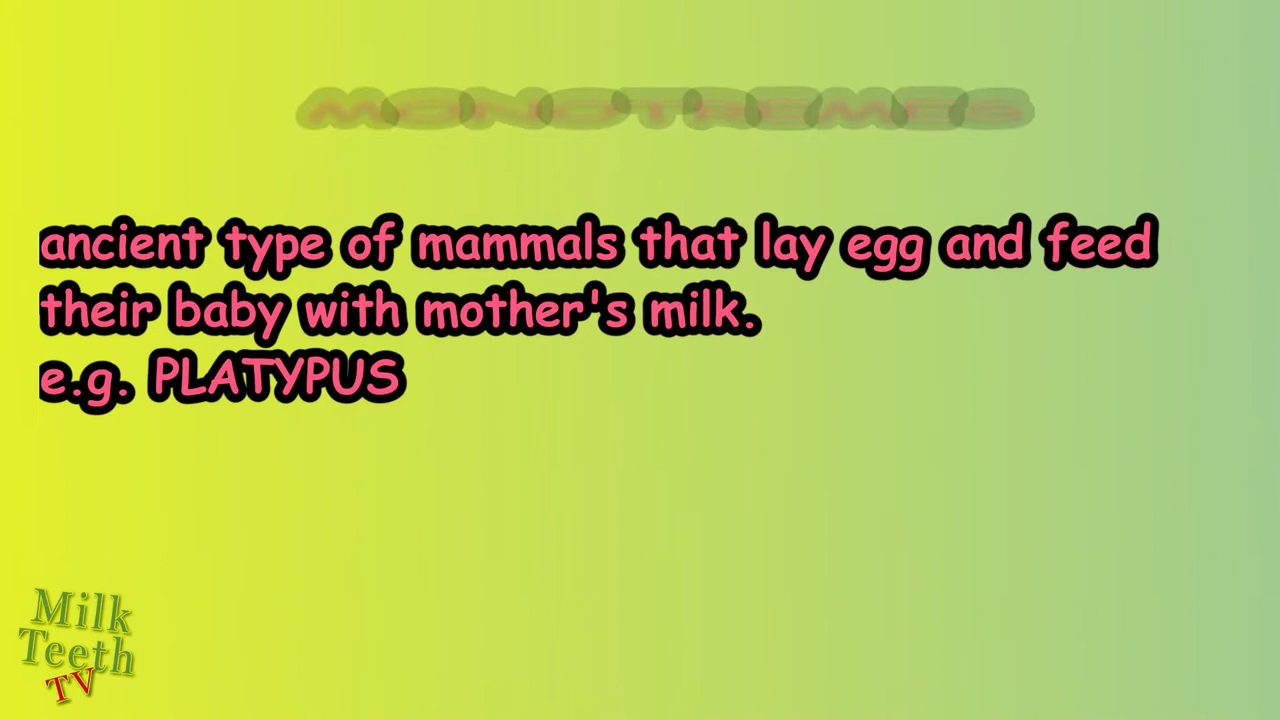 MONOTREMES
ancient type of mammals that lay egg and feed
their baby with mother's milk.
e.g. PLATYPUS
Milk
Teeth
TV